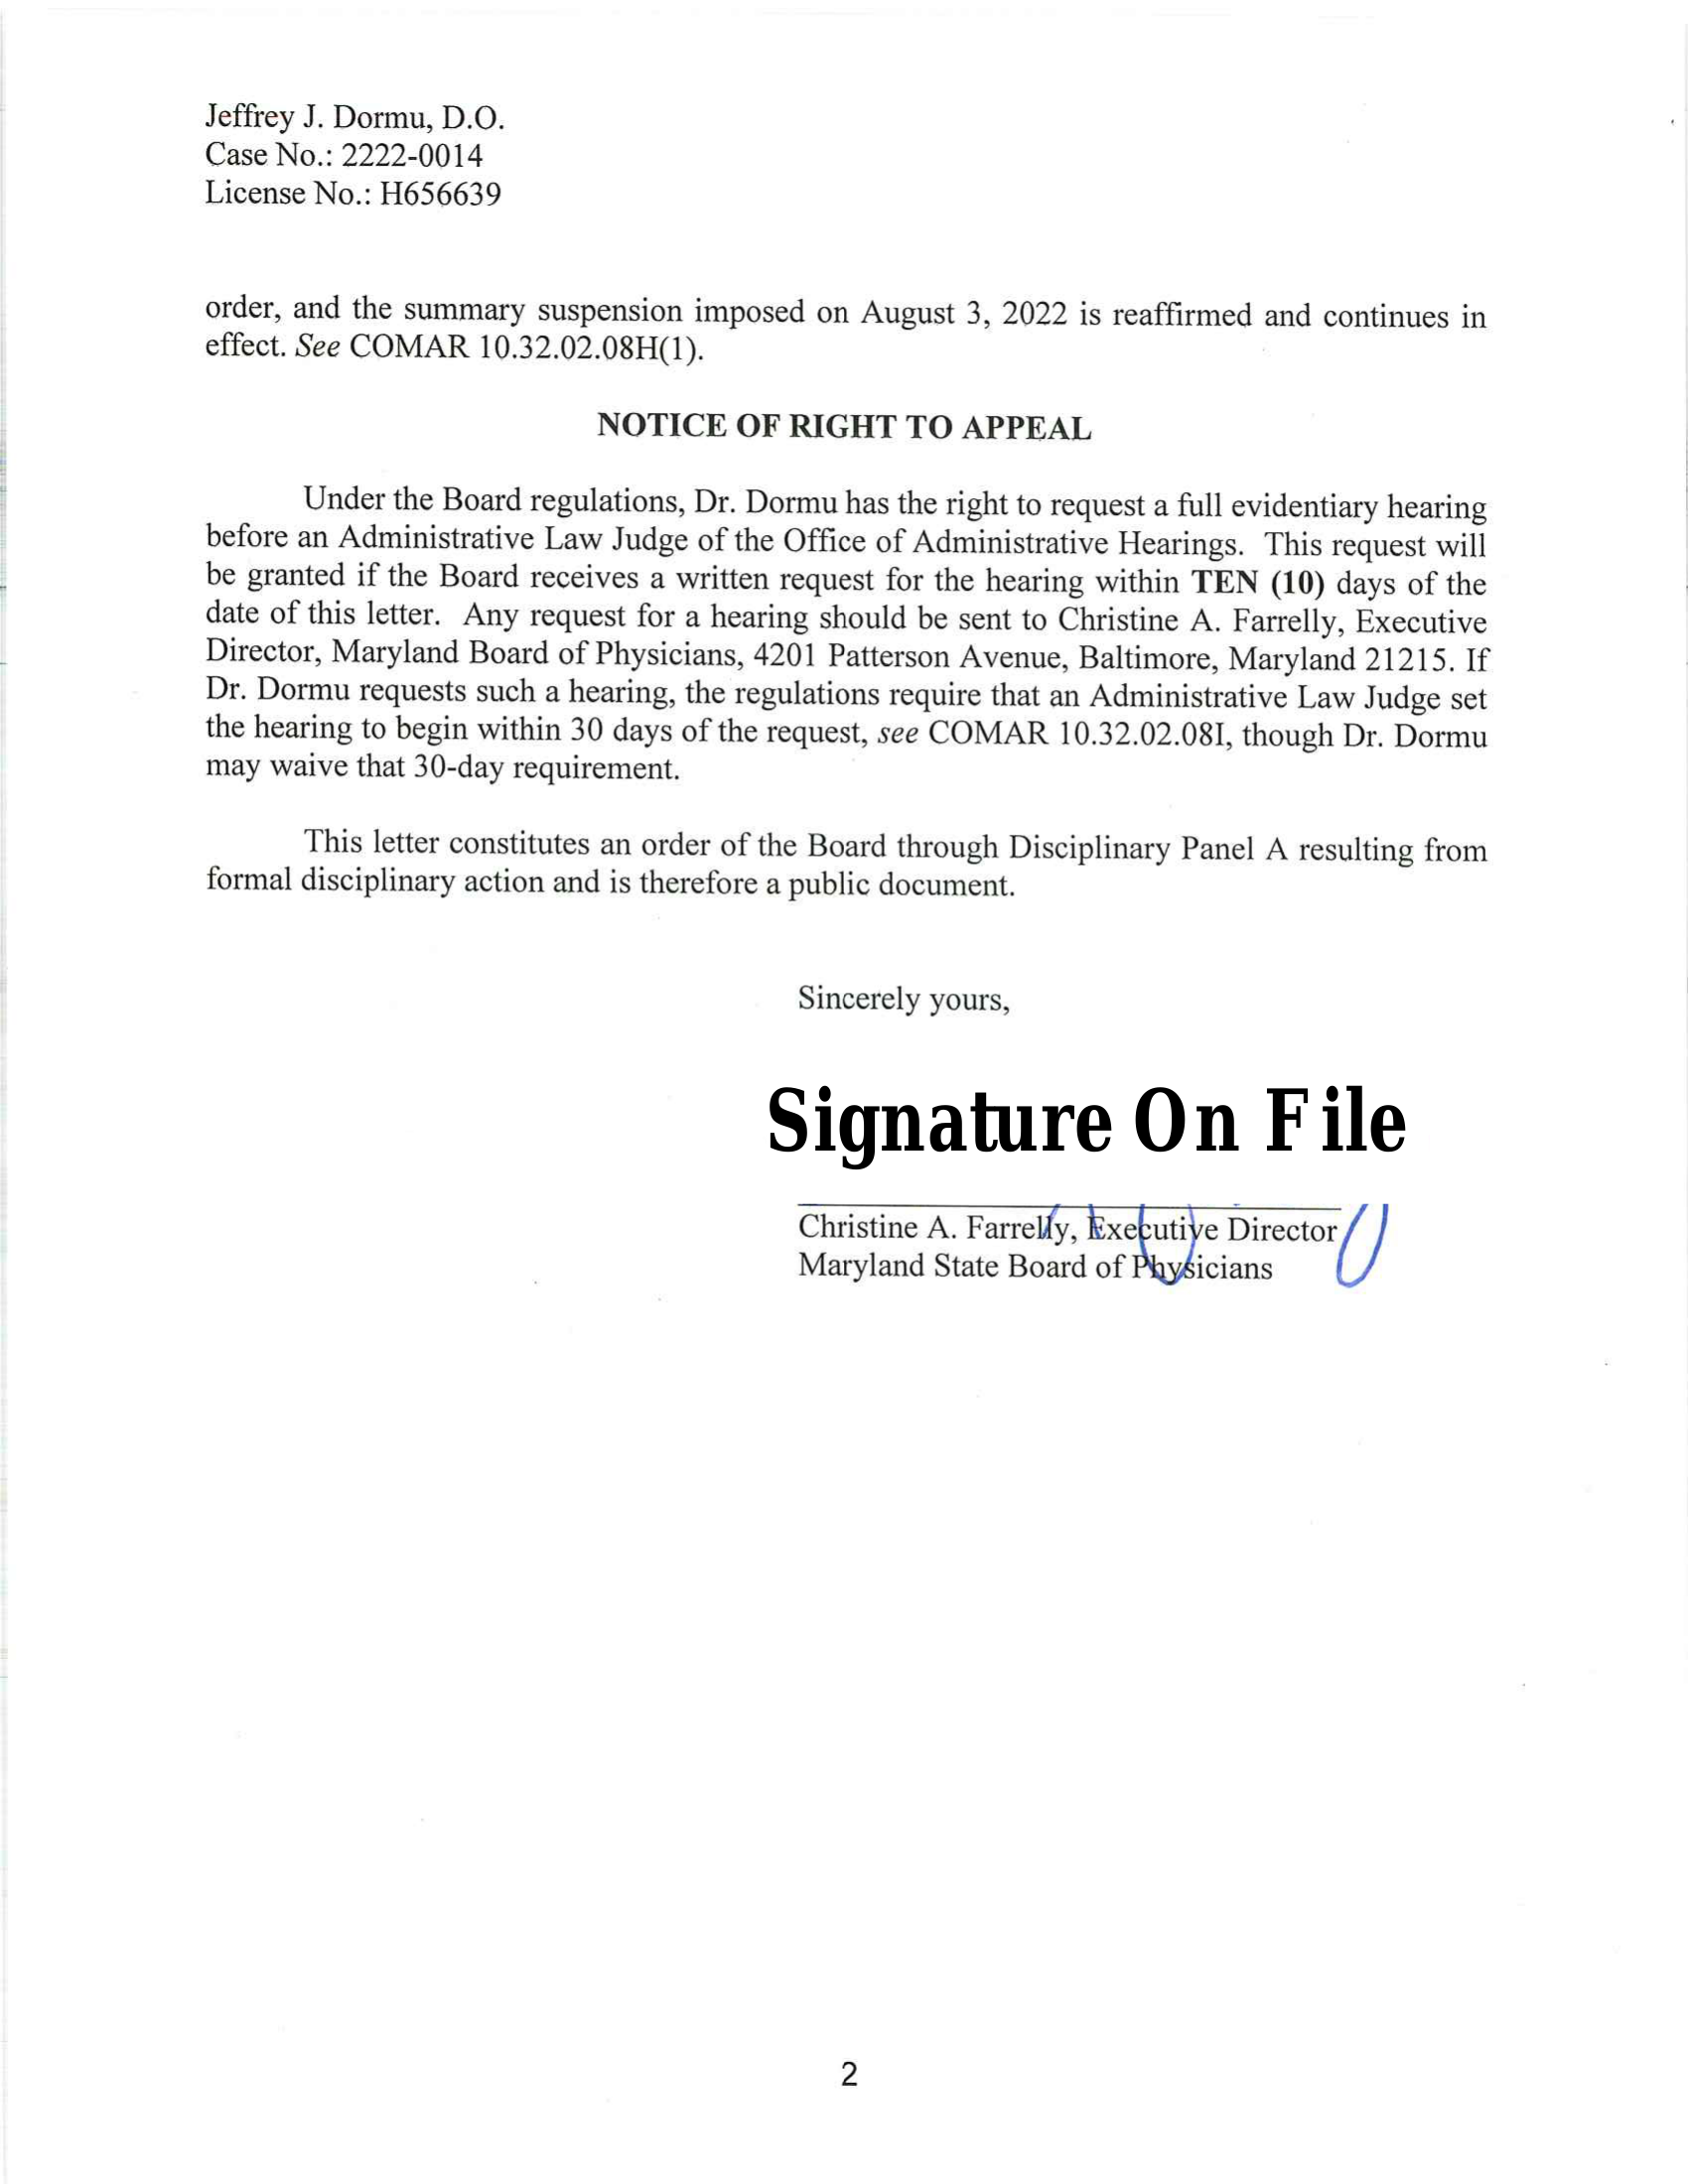 Jeffrey J. Dormu, D.O.
Case No.: 2222-0014
License No.: H656639
order, and the summary suspension imposed on August 3, 2022 is reaffirmed and continues in
effect. See COMAR 10.32.02.08H(1).
NOTICE OF RIGHT TO APPEAL
Under the Board regulations, Dr. Dormu has the right to request a full evidentiary hearing
before an Administrative Law Judge of the Office of Administrative Hearings. This request will
be granted if the Board receives a written request for the hearing within TEN (10) days of the
date of this letter. Any request for a hearing should be sent to Christine A. Farrelly, Executive
Director, Maryland Board of Physicians, 4201 Patterson Avenue, Baltimore, Maryland 21215. If
Dr. Dormu requests such a hearing, the regulations require that an Administrative Law Judge set
the hearing to begin within 30 days of the request, see COMAR 10.32.02.08I, though Dr. Dormu
may waive that 30-day requirement.
This letter constitutes an order of the Board through Disciplinary Panel A resulting from
formal disciplinary action and is therefore a public document.
Sincerely yours,
Signature On File
Christine A. Farrelly, Executive Director
Maryland State Board of Physicians
2